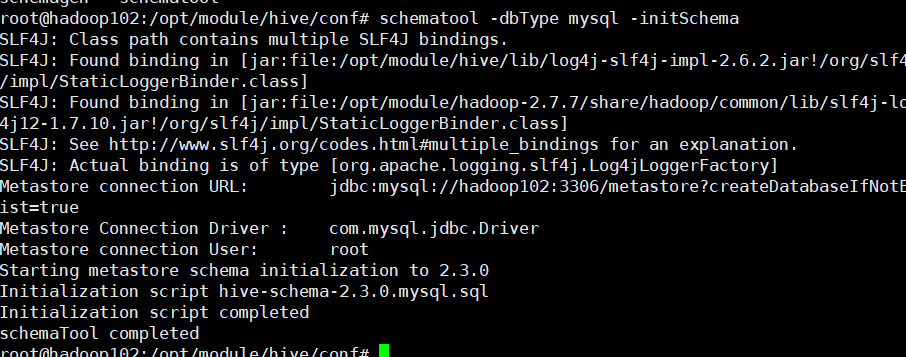 root@hadoop102:/opt/module/hive/conf# schematool -dbType mysql -initSchema
SLF4J: Class path contains multiple SLF4J bindings.
SLF4J: Found binding in [jar:file:/opt/module/hive/lib/log4j-slf4j-impl-2.6.2.jar!/org/slf4
/impl/StaticLoggerBinder.class]
SLF4J: Found binding in [jar:file:/opt/module/hadoop-2.7.7/share/hadoop/common/lib/slf4j-lo
4j12-1.7.10.jar!/org/slf4j/impl/StaticLoggerBinder.class]
SLF4J: See http://www.slf4j.org/codes.html#multiple_bindings for an explanation.
SLF4J: Actual binding is of type [org.apache.logging.slf4j.Log4jLoggerFactory]
Metastore connection URL:        jdbc:mysql://hadoop102:3306/metastore?createDatabaseIfNotE
ist=true
Metastore Connection Driver :    com.mysql.jdbc.Driver
Metastore connection User:       root
Starting metastore schema initialization to 2.3.0
Initialization script hive-schema-2.3.0.mysql.sql
Initialization script completed
schemaTool completed
root@hadoop102:/opt/module/hive/conf#